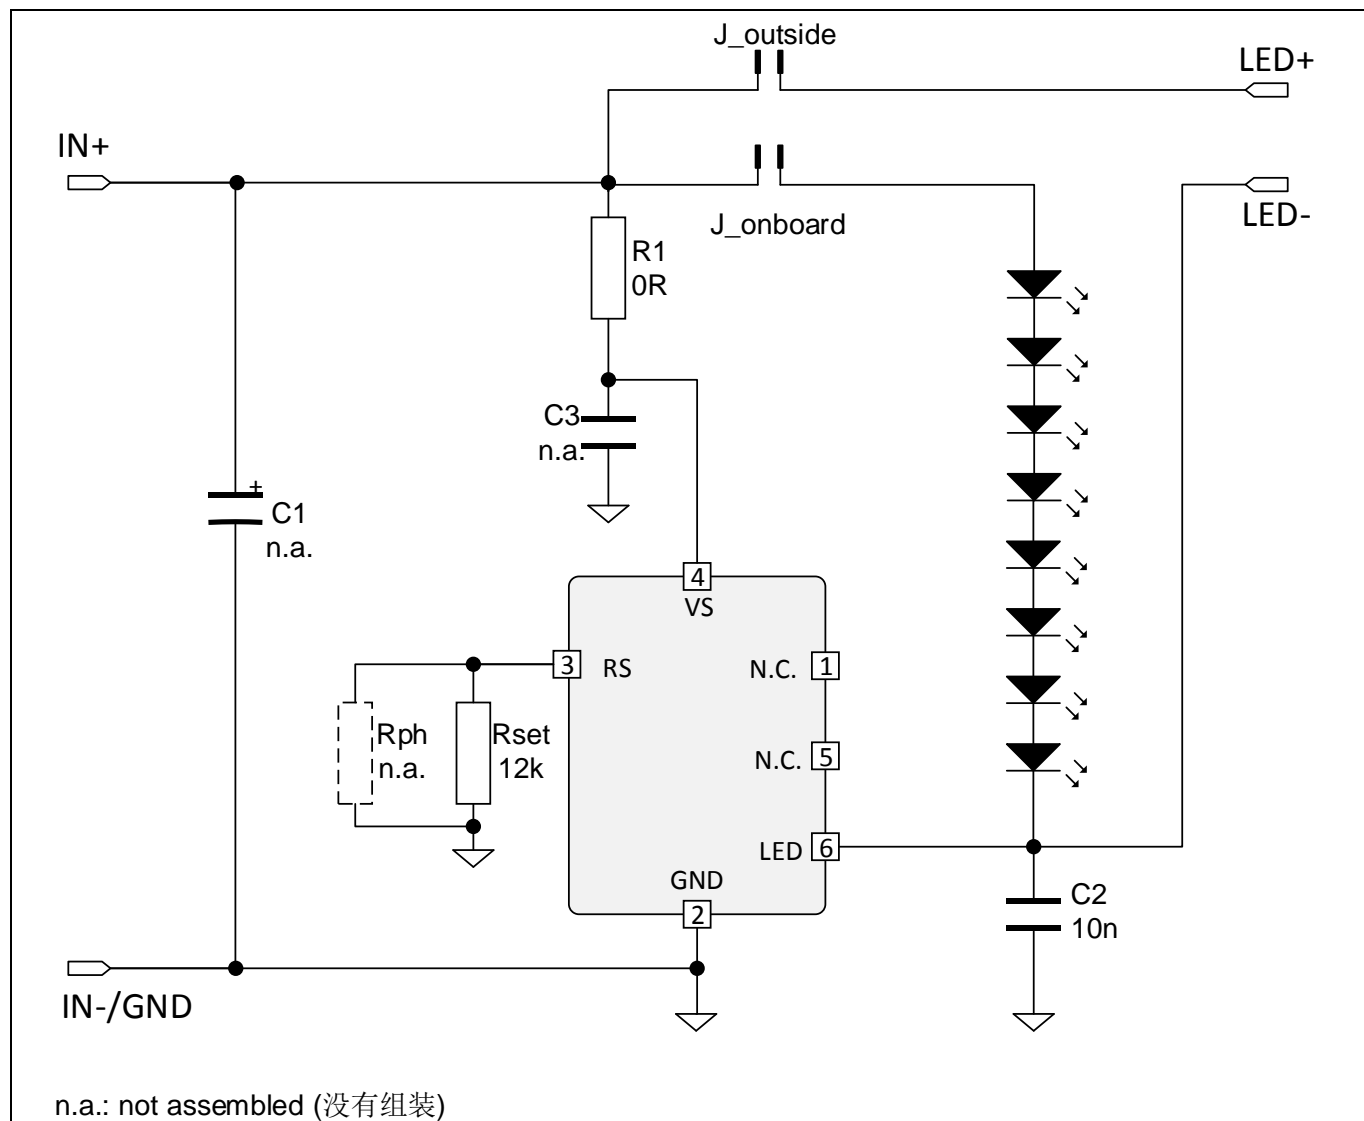 J_outside
LED+
IN+
J_onboard
LED-
R1
0R
C3
n.a.
+
C1
n.a.
4
VS
3
RS
N.C.
1
Rph
n.a.
Rset
12k
N.C.
5
LED
6
GND
2
C2
10n
IN-/GND
n.a.: not assembled (没有组装)